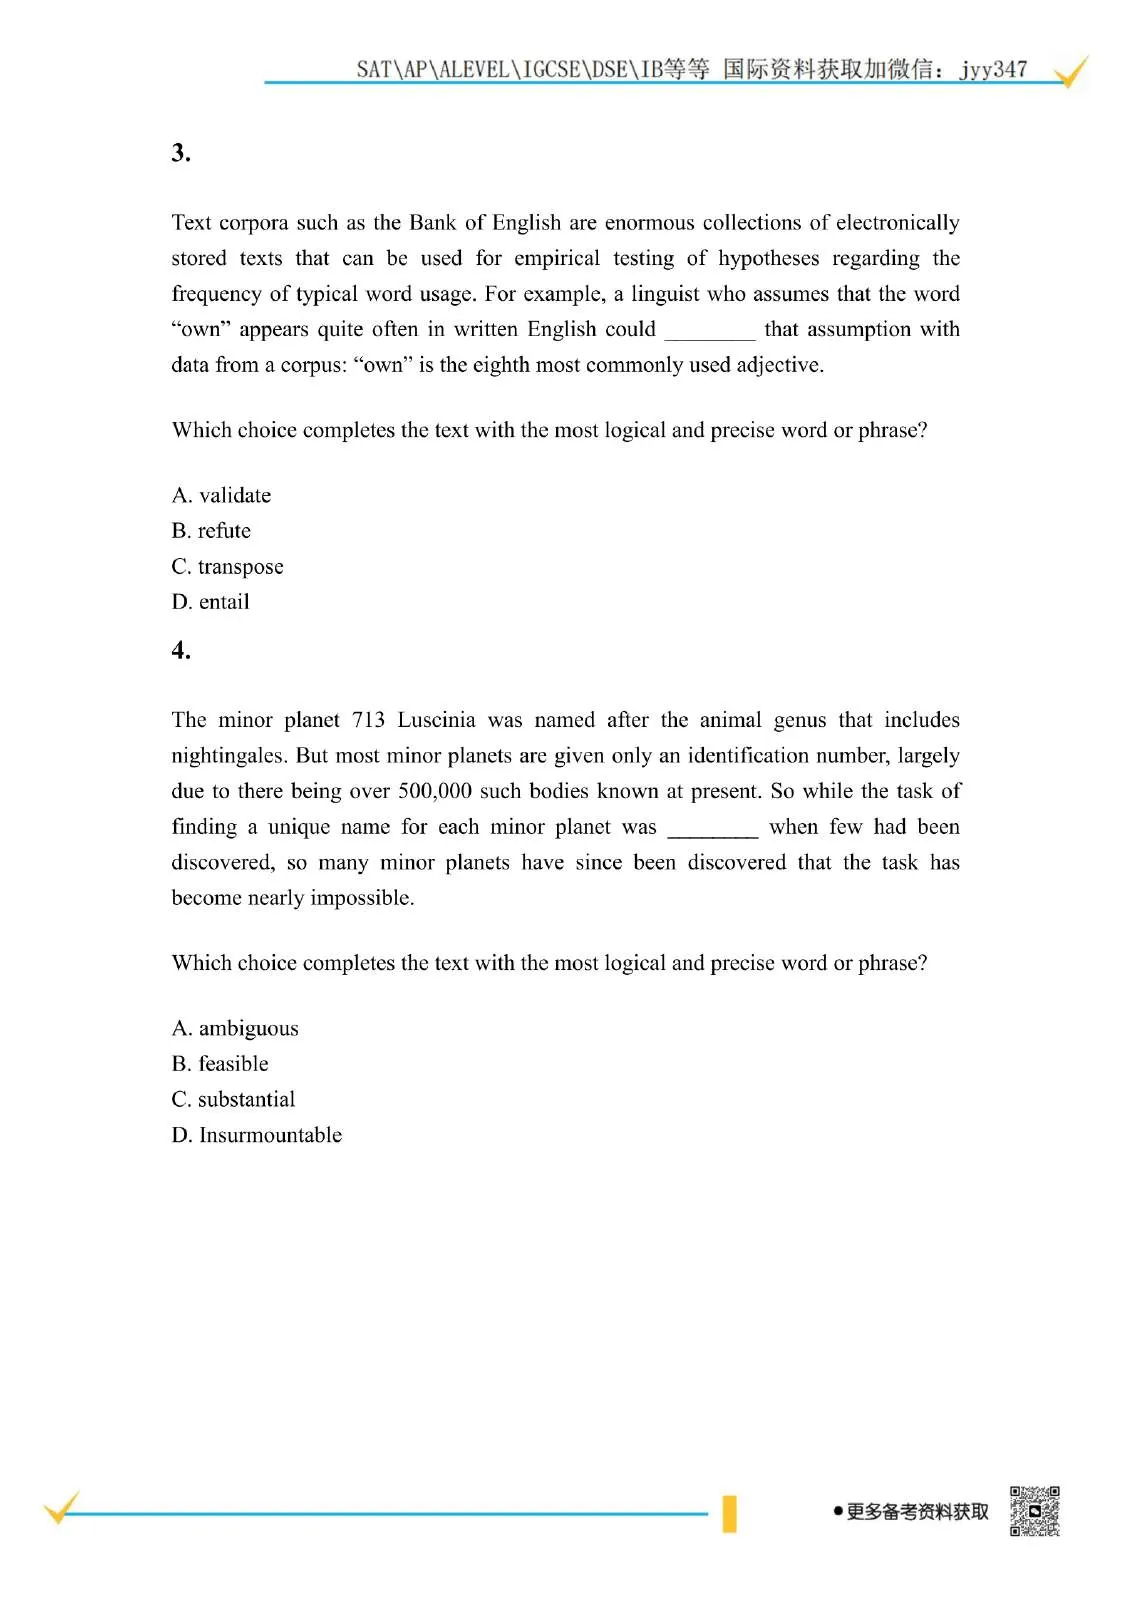 SAT\AP\ALEVEL\IGCSE\DSE\IB等等 国际资料获取加微信：jyy347
3.
Text corpora such as the Bank of English are enormous collections of electronically
stored texts that can be used for empirical testing of hypotheses regarding the
frequency of typical word usage. For example, a linguist who assumes that the word
“own” appears quite often in written English could ________ that assumption with
data from a corpus: “own” is the eighth most commonly used adjective.
Which choice completes the text with the most logical and precise word or phrase?
A. validate
B. refute
C. transpose
D. entail
4.
The minor planet 713 Luscinia was named after the animal genus that includes
nightingales. But most minor planets are given only an identification number, largely
due to there being over 500,000 such bodies known at present. So while the task of
finding a unique name for each minor planet was ________ when few had been
discovered, so many minor planets have since been discovered that the task has
become nearly impossible.
Which choice completes the text with the most logical and precise word or phrase?
A. ambiguous
B. feasible
C. substantial
D. Insurmountable
●更多备考资料获取